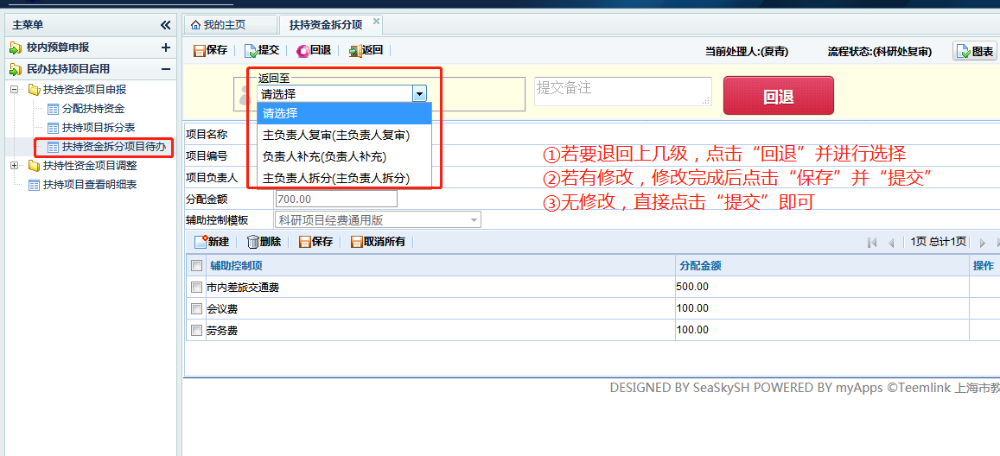 主菜单
我的主页
扶持资金拆分项
校内预算申报
民办扶持项目启用
扶持资金项目申报
分配扶持资金
扶持项目拆分表
扶持资金拆分项目待办
扶持性资金项目调整
扶持项目查看明细表
保存 提交 回退 返回
当前处理人:(夏青) 流程状态:(科研处复审) 图表
返回至
请选择
请选择
主负责人复审(主负责人复审)
负责人补充(负责人补充)
主负责人拆分(主负责人拆分)
提交备注
回退
项目名称
项目编号
项目负责人
①若要退回上几级，点击“回退”并进行选择
②若有修改，修改完成后点击“保存”并“提交”
③无修改，直接点击“提交”即可
分配金额 700.00
辅助控制模板 科研项目经费通用版
新建 删除 保存 取消所有
1页 总计1页
辅助控制项 分配金额 操作
市内差旅交通费 500.00
会议费 100.00
劳务费 100.00
DESIGNED BY SeaSkySH POWERED BY myApps ©Teemlink 上海市教